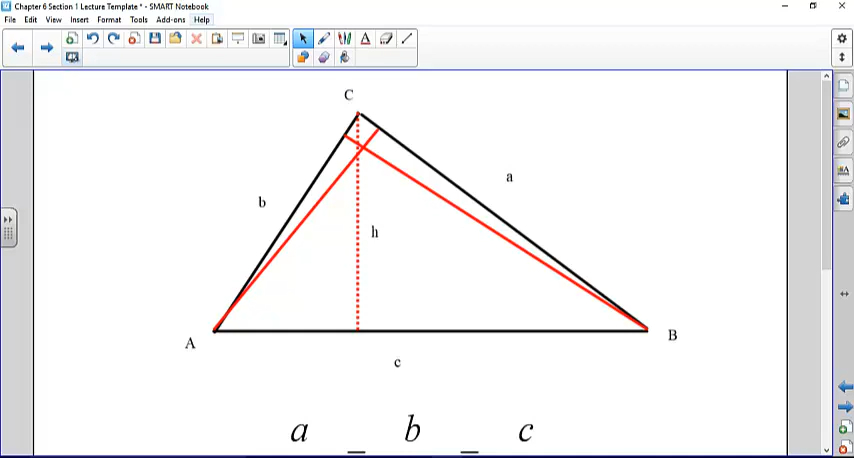 Chapter 6 Section 1 Lecture Template * - SMART Notebook
File Edit View Insert Format Tools Add-ons Help
C
b
a
h
A
B
c
a = b = c